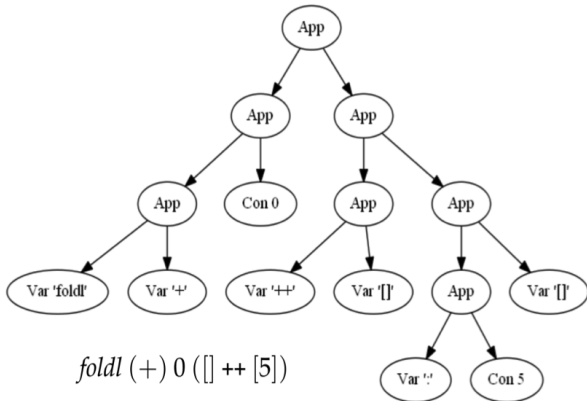 App
App
App
App
Con 0
App
App
Var 'foldl'
Var '+'
Var '++'
Var '[]'
App
Var '[]'
Var ':'
Con 5
foldl (+) 0 ([] ++ [5])